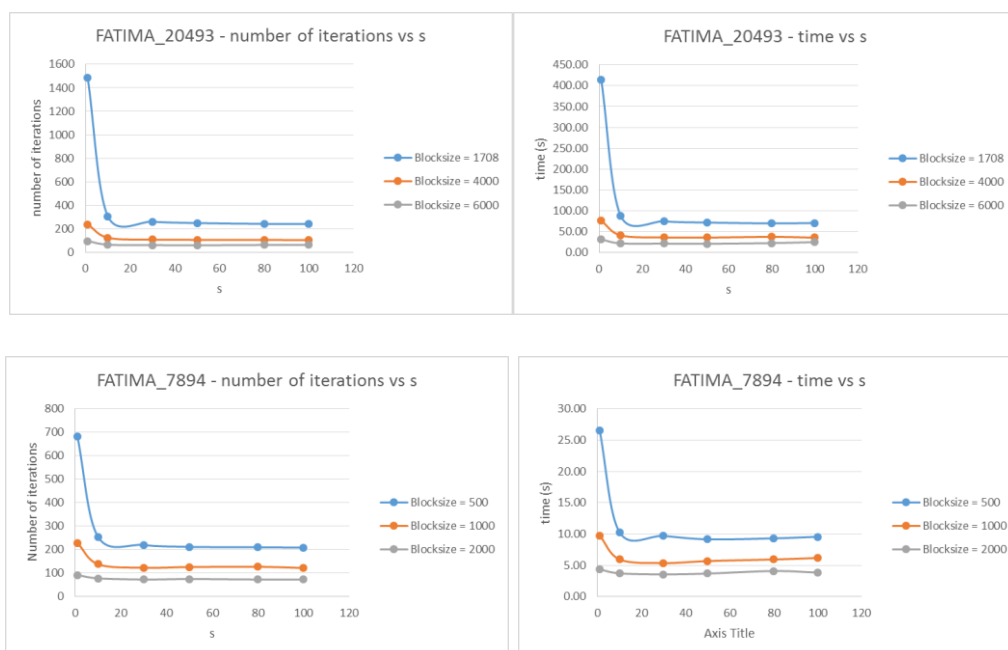 FATIMA_20493 - number of iterations vs s
1600
1400
1200
1000
800
600
400
200
0
number of iterations
0 20 40 60 80 100 120
s
Blocksize = 1708
Blocksize = 4000
Blocksize = 6000
FATIMA_20493 - time vs s
450.00
400.00
350.00
300.00
250.00
200.00
150.00
100.00
50.00
0.00
time (s)
0 20 40 60 80 100 120
s
Blocksize = 1708
Blocksize = 4000
Blocksize = 6000
FATIMA_7894 - number of iterations vs s
800
700
600
500
400
300
200
100
0
Number of iterations
0 20 40 60 80 100 120
s
Blocksize = 500
Blocksize = 1000
Blocksize = 2000
FATIMA_7894 - time vs s
30.00
25.00
20.00
15.00
10.00
5.00
0.00
time (s)
0 20 40 60 80 100 120
Axis Title
Blocksize = 500
Blocksize = 1000
Blocksize = 2000